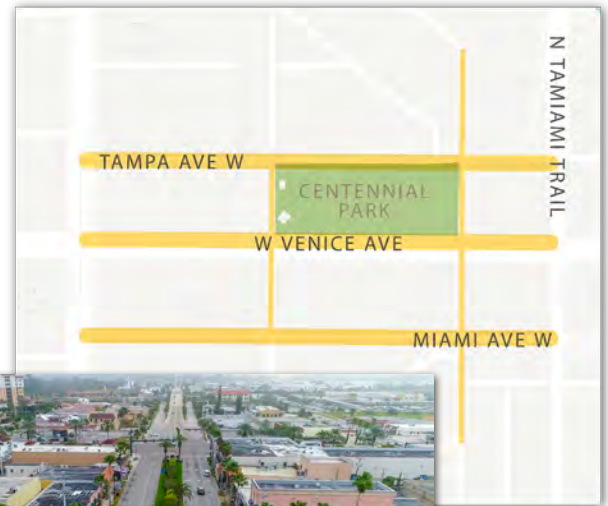 N TAMIAMI TRAIL
TAMPA AVE W
CENTENNIAL
PARK
W VENICE AVE
MIAMI AVE W